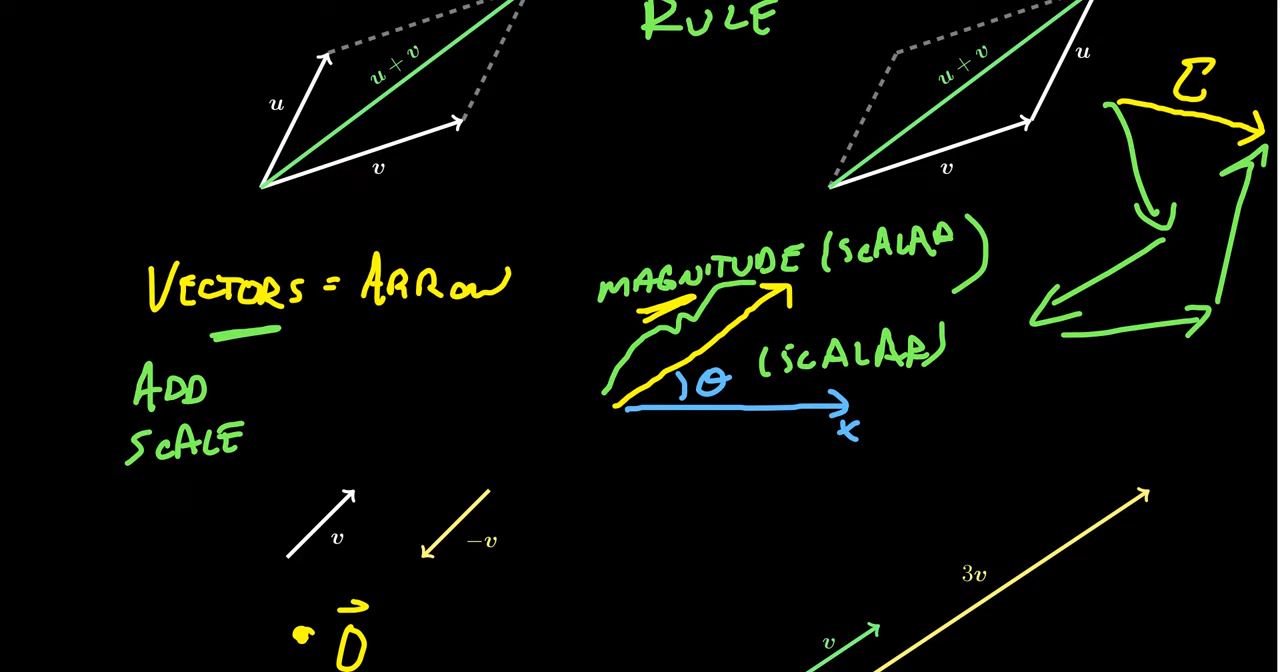 RULE
u
u + v
v
u
u + v
v
Σ
VECTORS = ARROW
MAGNITUDE (SCALAR)
θ (SCALAR)
x
ADD
SCALE
v
−v
3v
v
0